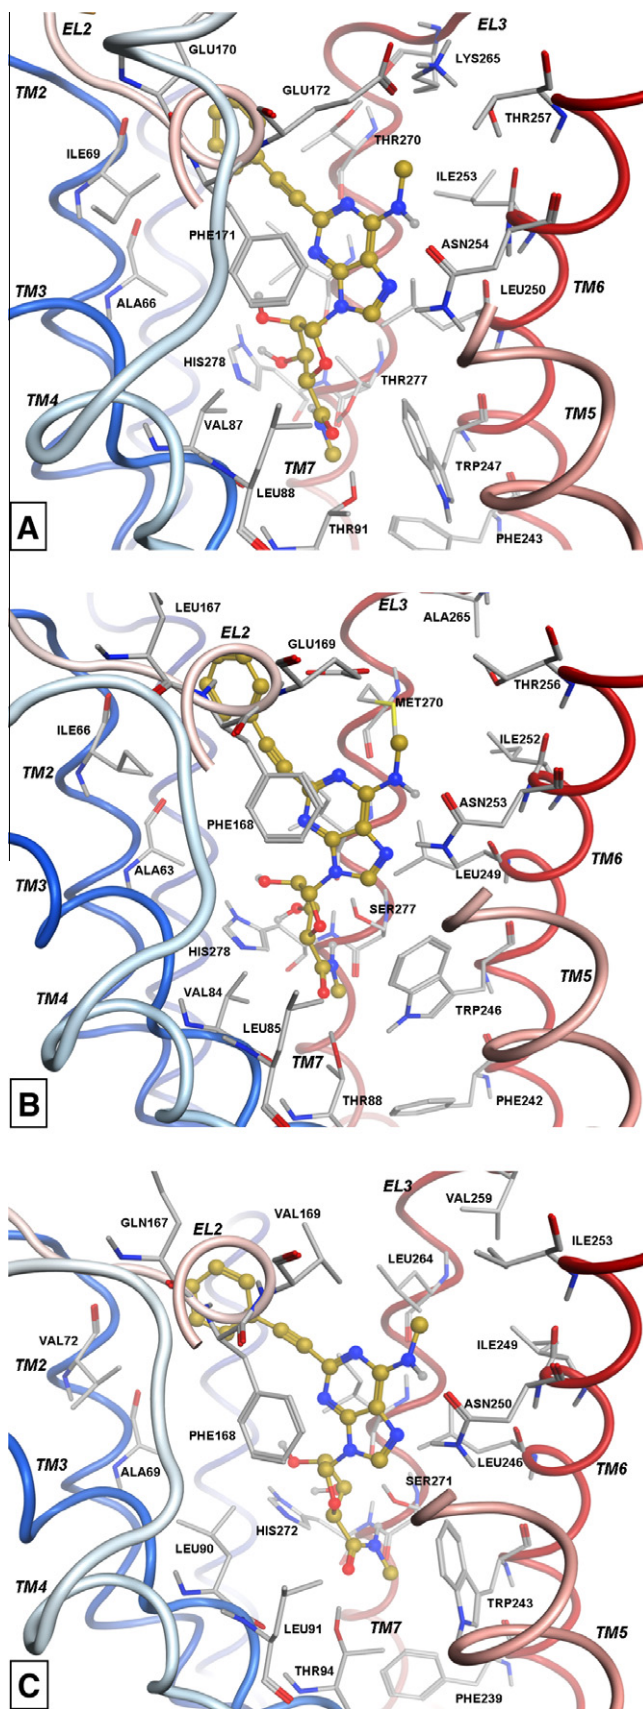 EL2
EL3
GLU170
LYS265
TM2
GLU172
THR257
THR270
ILE69
ILE253
PHE171
ASN254
TM3
ALA66
LEU250
TM6
HIS278
TM4
THR277
TM5
VAL87
TRP247
TM7
LEU88
A
THR91
PHE243
LEU167
EL3
ALA265
EL2
GLU169
THR256
MET270
ILE66
ILE252
TM2
ASN253
PHE168
TM3
ALA63
LEU249
TM6
SER277
HIS278
TM5
TM4
VAL84
TRP246
LEU85
TM7
B
THR88
PHE242
EL3
VAL259
GLN167
EL2
VAL169
ILE253
LEU264
VAL72
TM2
ILE249
ASN250
PHE168
TM3
LEU246
TM6
ALA69
SER271
HIS272
LEU90
TM4
TRP243
LEU91
TM7
TM5
C
THR94
PHE239